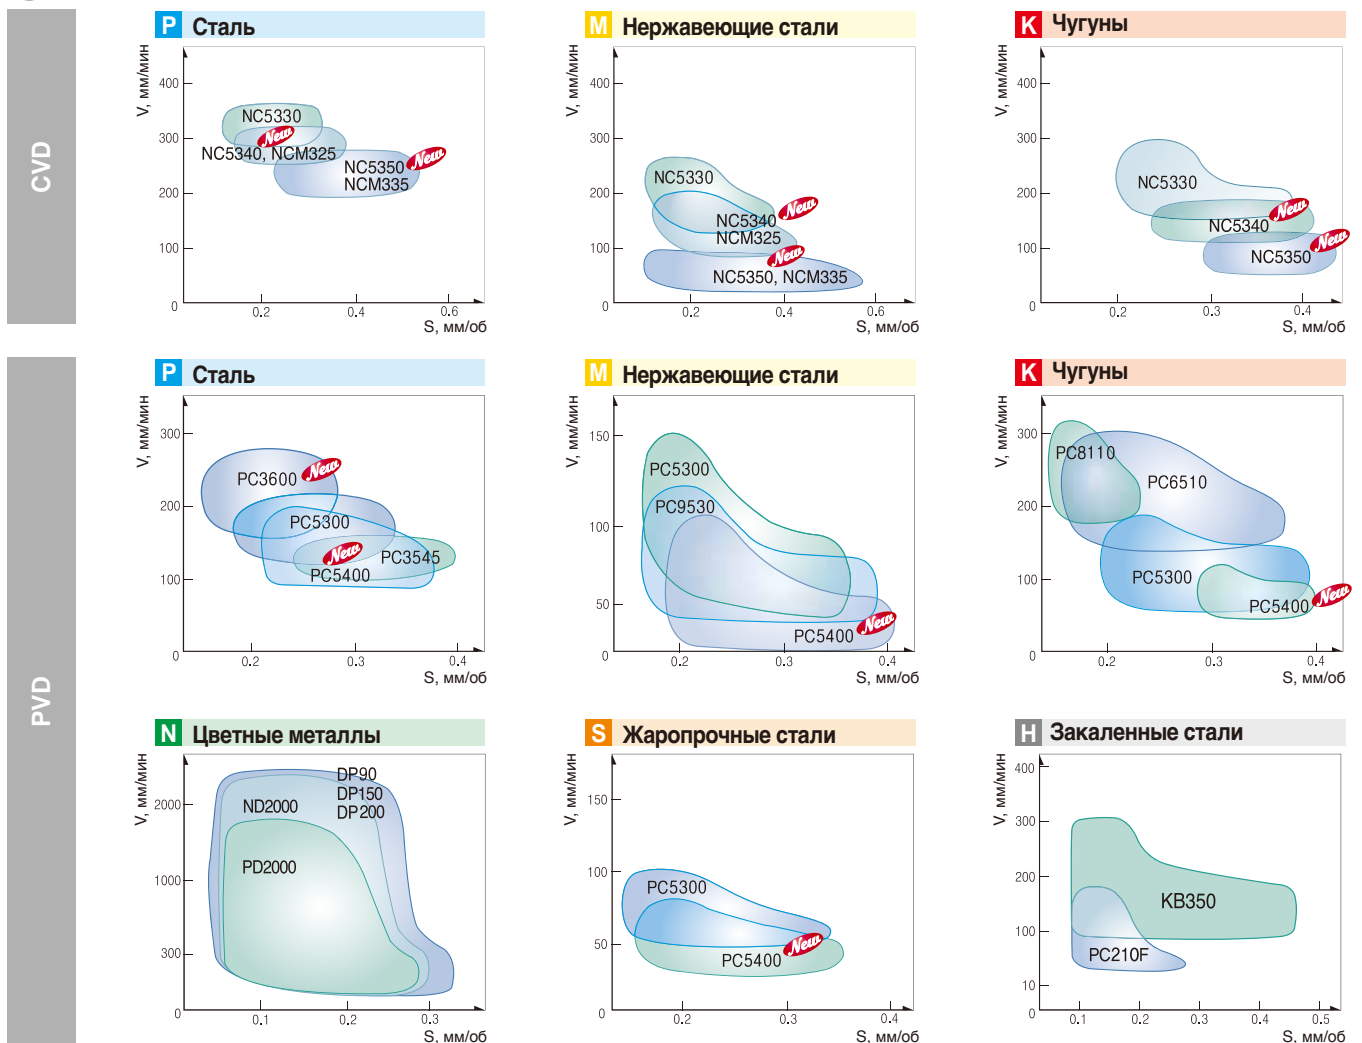 CVD
P Сталь
V, мм/мин
400
300
200
100
0
NC5330
New
NC5340, NCM325
New
NC5350
NCM335
0.2
0.4
0.6
S, мм/об
M Нержавеющие стали
V, мм/мин
400
300
200
100
0
NC5330
New
NC5340
NCM325
New
NC5350, NCM335
0.2
0.4
0.6
S, мм/об
K Чугуны
V, мм/мин
400
300
200
100
0
NC5330
New
NC5340
New
NC5350
0.2
0.3
0.4
S, мм/об
PVD
P Сталь
V, мм/мин
300
200
100
0
PC3600
New
PC5300
New
PC3545
PC5400
0.2
0.3
0.4
S, мм/об
M Нержавеющие стали
V, мм/мин
150
100
50
0
PC5300
PC9530
New
PC5400
0.2
0.3
0.4
S, мм/об
K Чугуны
V, мм/мин
300
200
100
0
PC8110
PC6510
PC5300
New
PC5400
0.2
0.3
0.4
S, мм/об
N Цветные металлы
V, мм/мин
2000
1000
300
0
DP90
DP150
DP200
ND2000
PD2000
0.1
0.2
0.3
S, мм/об
S Жаропрочные стали
V, мм/мин
150
100
50
0
PC5300
New
PC5400
0.2
0.3
0.4
S, мм/об
H Закаленные стали
V, мм/мин
400
300
200
100
10
0
KB350
PC210F
0.1
0.2
0.3
0.4
0.5
S, мм/об